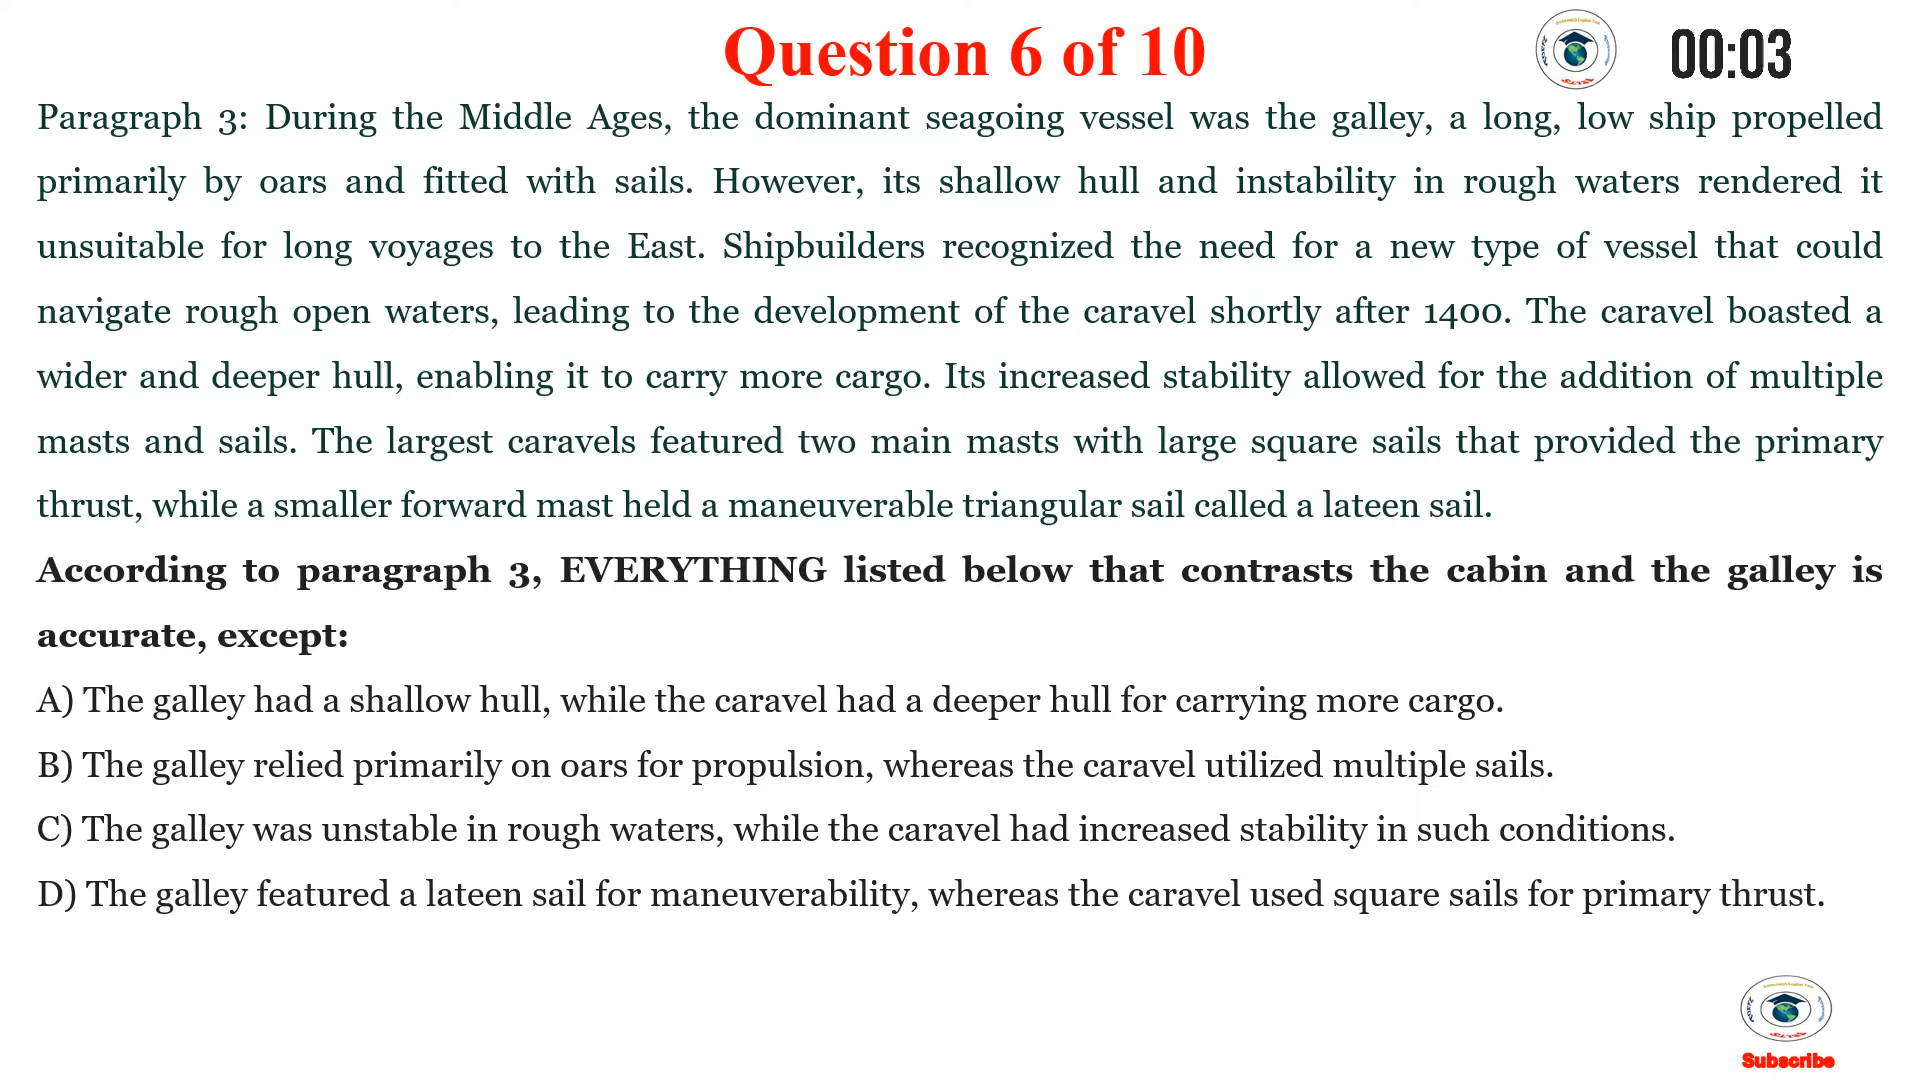 Question 6 of 10
00:03
Paragraph 3: During the Middle Ages, the dominant seagoing vessel was the galley, a long, low ship propelled
primarily by oars and fitted with sails. However, its shallow hull and instability in rough waters rendered it
unsuitable for long voyages to the East. Shipbuilders recognized the need for a new type of vessel that could
navigate rough open waters, leading to the development of the caravel shortly after 1400. The caravel boasted a
wider and deeper hull, enabling it to carry more cargo. Its increased stability allowed for the addition of multiple
masts and sails. The largest caravels featured two main masts with large square sails that provided the primary
thrust, while a smaller forward mast held a maneuverable triangular sail called a lateen sail.
According to paragraph 3, EVERYTHING listed below that contrasts the cabin and the galley is
accurate, except:
A) The galley had a shallow hull, while the caravel had a deeper hull for carrying more cargo.
B) The galley relied primarily on oars for propulsion, whereas the caravel utilized multiple sails.
C) The galley was unstable in rough waters, while the caravel had increased stability in such conditions.
D) The galley featured a lateen sail for maneuverability, whereas the caravel used square sails for primary thrust.
Subscribe